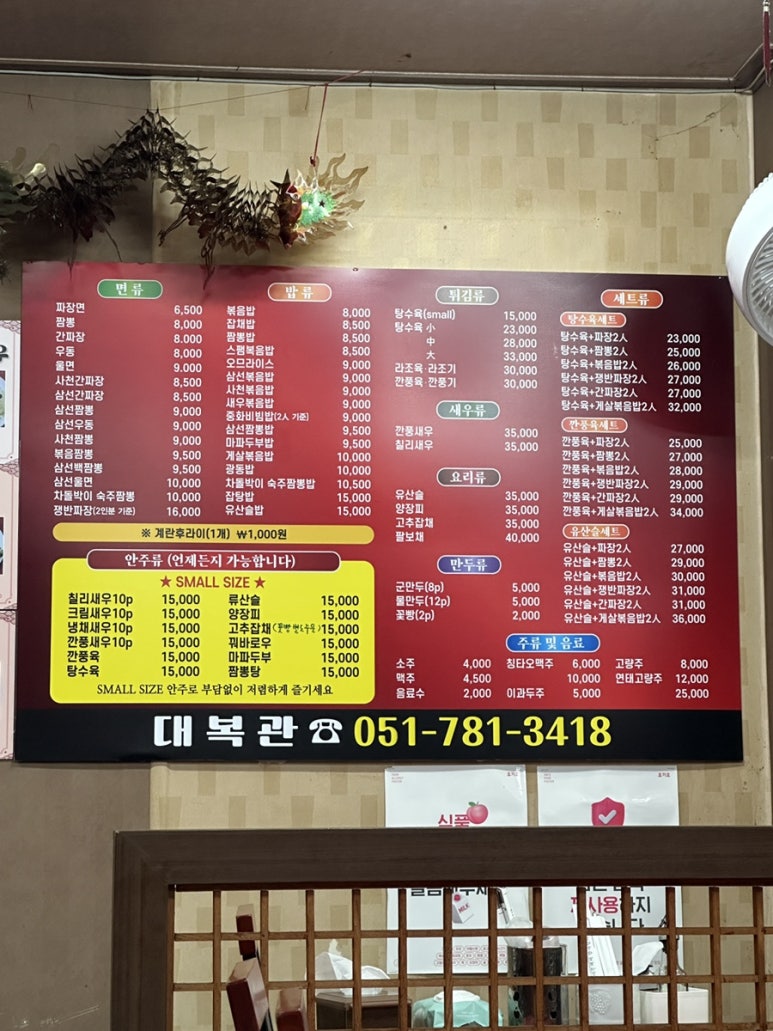 면류
짜장면 6,500
짬뽕 8,000
간짜장 8,000
우동 8,000
울면 9,000
사천간짜장 8,500
삼선간짜장 8,500
삼선짬뽕 9,000
삼선우동 9,000
사천짬뽕 9,000
볶음짬뽕 9,500
삼선백짬뽕 9,500
삼선울면 10,000
차돌박이 숙주짬뽕 10,000
쟁반짜장(2인분 기준) 16,000
밥류
볶음밥 8,000
잡채밥 8,500
짬뽕밥 8,500
스팸볶음밥 8,500
오므라이스 9,000
삼선볶음밥 9,000
사천볶음밥 9,000
새우볶음밥 9,000
중화비빔밥(2인 기준) 9,000
삼선짬뽕밥 9,500
마파두부밥 9,500
게살볶음밥 10,000
광동밥 10,000
차돌박이 숙주짬뽕밥 10,500
잡탕밥 15,000
유산슬밥 15,000
※ 계란후라이(1개) ₩1,000원
안주류 (언제든지 가능합니다)
★ SMALL SIZE ★
칠리새우10p 15,000
크림새우10p 15,000
냉채새우10p 15,000
깐풍새우10p 15,000
깐풍육 15,000
탕수육 15,000
류산슬 15,000
양장피 15,000
고추잡채 15,000
꿔바로우 15,000
마파두부 15,000
짬뽕탕 15,000
SMALL SIZE 안주로 부담없이 저렴하게 즐기세요
튀김류
탕수육(small) 15,000
탕수육 小 23,000
中 28,000
大 33,000
라조육·라조기 30,000
깐풍육·깐풍기 30,000
새우류
깐풍새우 35,000
칠리새우 35,000
요리류
유산슬 35,000
양장피 35,000
고추잡채 35,000
팔보채 40,000
만두류
군만두(8p) 5,000
물만두(12p) 5,000
꽃빵(2p) 2,000
세트류
탕수육세트
탕수육+짜장2人 23,000
탕수육+짬뽕2人 25,000
탕수육+볶음밥2人 26,000
탕수육+쟁반짜장2人 27,000
탕수육+간짜장2人 27,000
탕수육+게살볶음밥2人 32,000
깐풍육세트
깐풍육+짜장2人 25,000
깐풍육+짬뽕2人 27,000
깐풍육+볶음밥2人 28,000
깐풍육+쟁반짜장2人 29,000
깐풍육+간짜장2人 29,000
깐풍육+게살볶음밥2人 34,000
유산슬세트
유산슬+짜장2人 27,000
유산슬+짬뽕2人 29,000
유산슬+볶음밥2人 30,000
유산슬+쟁반짜장2人 31,000
유산슬+간짜장2人 31,000
유산슬+게살볶음밥2人 36,000
주류 및 음료
소주 4,000 칭타오맥주 6,000 고량주 8,000
맥주 4,500 10,000 연태고량주 12,000
음료수 2,000 이과두주 5,000 25,000
대복관 ☎ 051-781-3418
식품
사용하지